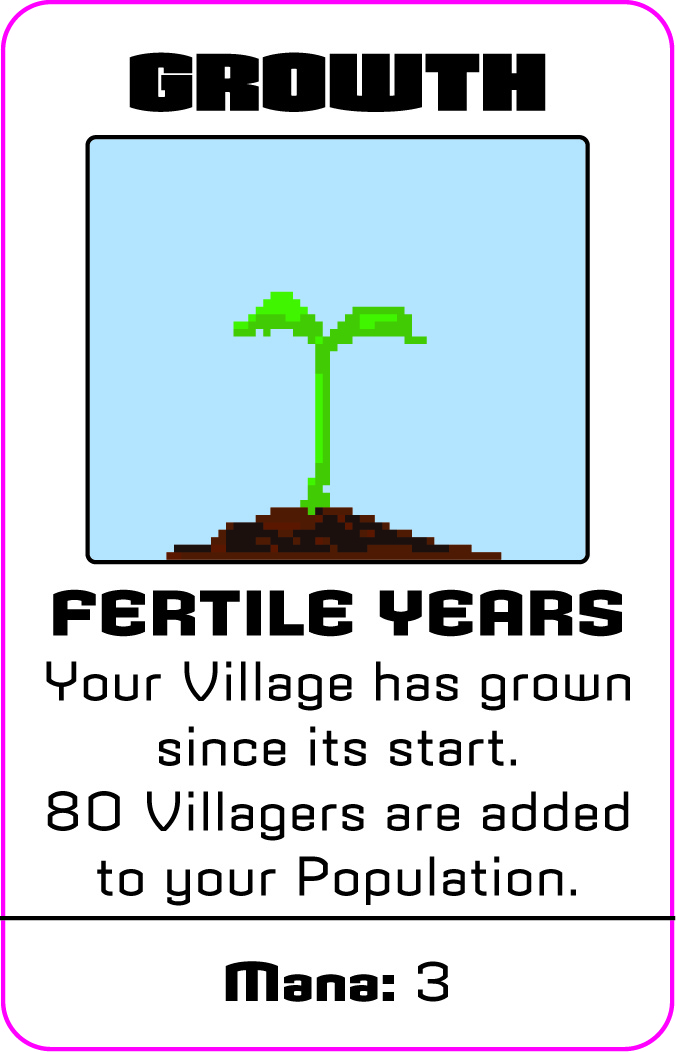 GROWTH
FERTILE YEARS
Your Village has grown
since its start.
80 Villagers are added
to your Population.
Mana: 3